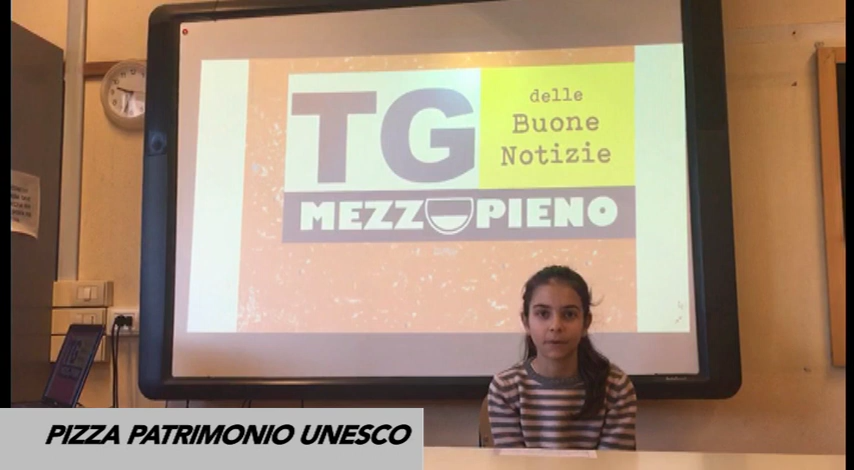 TG
delle
Buone
Notizie
MEZZOPIENO
PIZZA PATRIMONIO UNESCO